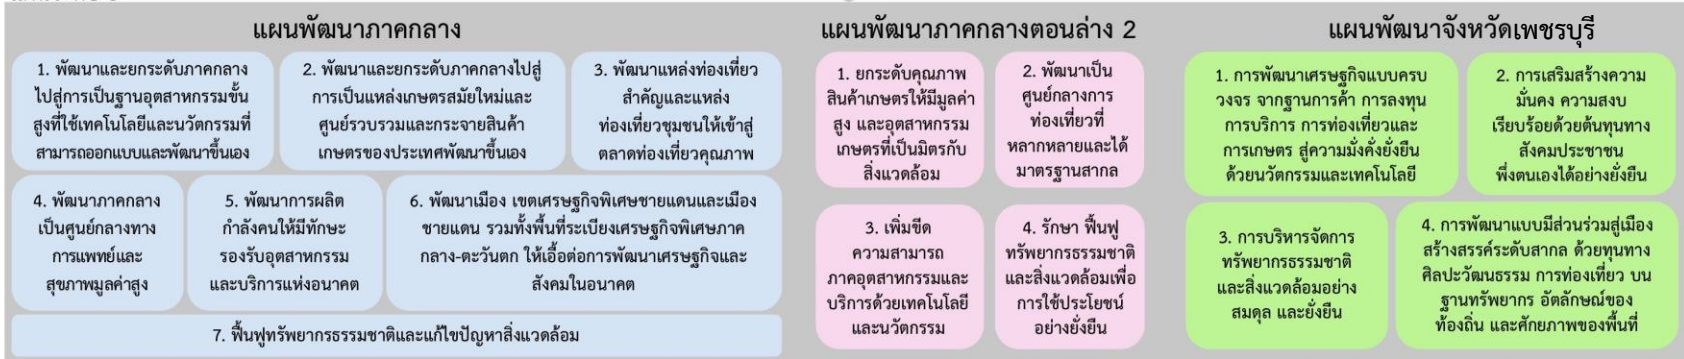 แผนพัฒนาภาคกลาง
1. พัฒนาและยกระดับภาคกลาง
ไปสู่การเป็นฐานอุตสาหกรรมขั้น
สูงที่ใช้เทคโนโลยีและนวัตกรรมที่
สามารถออกแบบและพัฒนาขึ้นเอง
2. พัฒนาและยกระดับภาคกลางไปสู่
การเป็นแหล่งเกษตรสมัยใหม่และ
ศูนย์รวบรวมและกระจายสินค้า
เกษตรของประเทศพัฒนาขึ้นเอง
3. พัฒนาแหล่งท่องเที่ยว
สำคัญและแหล่ง
ท่องเที่ยวชุมชนให้เข้าสู่
ตลาดท่องเที่ยวคุณภาพ
4. พัฒนาภาคกลาง
เป็นศูนย์กลางทาง
การแพทย์และ
สุขภาพมูลค่าสูง
5. พัฒนาการผลิต
กำลังคนให้มีทักษะ
รองรับอุตสาหกรรม
และบริการแห่งอนาคต
6. พัฒนาเมือง เขตเศรษฐกิจพิเศษชายแดนและเมือง
ชายแดน รวมทั้งพื้นที่ระเบียงเศรษฐกิจพิเศษภาค
กลาง-ตะวันตก ให้เอื้อต่อการพัฒนาเศรษฐกิจและ
สังคมในอนาคต
7. ฟื้นฟูทรัพยากรธรรมชาติและแก้ไขปัญหาสิ่งแวดล้อม
แผนพัฒนาภาคกลางตอนล่าง 2
1. ยกระดับคุณภาพ
สินค้าเกษตรให้มีมูลค่า
สูง และอุตสาหกรรม
เกษตรที่เป็นมิตรกับ
สิ่งแวดล้อม
2. พัฒนาเป็น
ศูนย์กลางการ
ท่องเที่ยวที่
หลากหลายและได้
มาตรฐานสากล
3. เพิ่มขีด
ความสามารถ
ภาคอุตสาหกรรมและ
บริการด้วยเทคโนโลยี
และนวัตกรรม
4. รักษา ฟื้นฟู
ทรัพยากรธรรมชาติ
และสิ่งแวดล้อมเพื่อ
การใช้ประโยชน์
อย่างยั่งยืน
แผนพัฒนาจังหวัดเพชรบุรี
1. การพัฒนาเศรษฐกิจแบบครบ
วงจร จากฐานการค้า การลงทุน
การบริการ การท่องเที่ยวและ
การเกษตร สู่ความมั่งคั่งยั่งยืน
ด้วยนวัตกรรมและเทคโนโลยี
2. การเสริมสร้างความ
มั่นคง ความสงบ
เรียบร้อยด้วยต้นทุนทาง
สังคมประชาชน
พึ่งตนเองได้อย่างยั่งยืน
3. การบริหารจัดการ
ทรัพยากรธรรมชาติ
และสิ่งแวดล้อมอย่าง
สมดุล และยั่งยืน
4. การพัฒนาแบบมีส่วนร่วมสู่เมือง
สร้างสรรค์ระดับสากล ด้วยทุนทาง
ศิลปะวัฒนธรรม การท่องเที่ยว บน
ฐานทรัพยากร อัตลักษณ์ของ
ท้องถิ่น และศักยภาพของพื้นที่